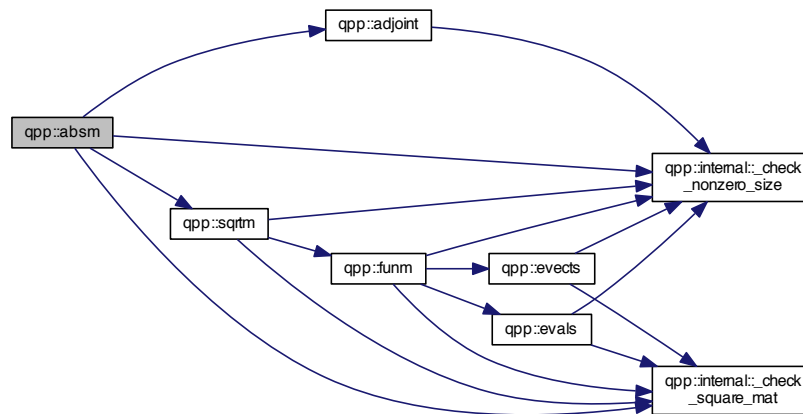 qpp::adjoint
qpp::absm
qpp::internal::_check
_nonzero_size
qpp::sqrtm
qpp::funm
qpp::evects
qpp::evals
qpp::internal::_check
_square_mat